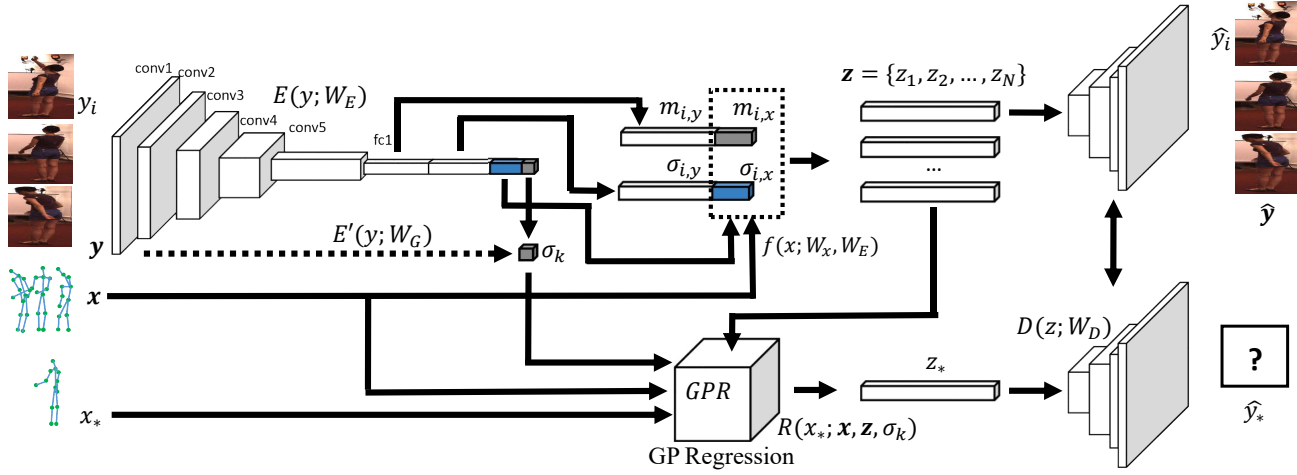 conv1
conv2
conv3
conv4
conv5
fc1
E(y; W_E)
y_i
y
E′(y; W_G)
σ_k
m_{i,y}
m_{i,x}
σ_{i,y}
σ_{i,x}
f(x; W_x, W_E)
z = {z_1, z_2, …, z_N}
...
ŷ_i
ŷ
x
x_*
GPR
R(x_*; x, z, σ_k)
GP Regression
z_*
D(z; W_D)
?
ŷ_*